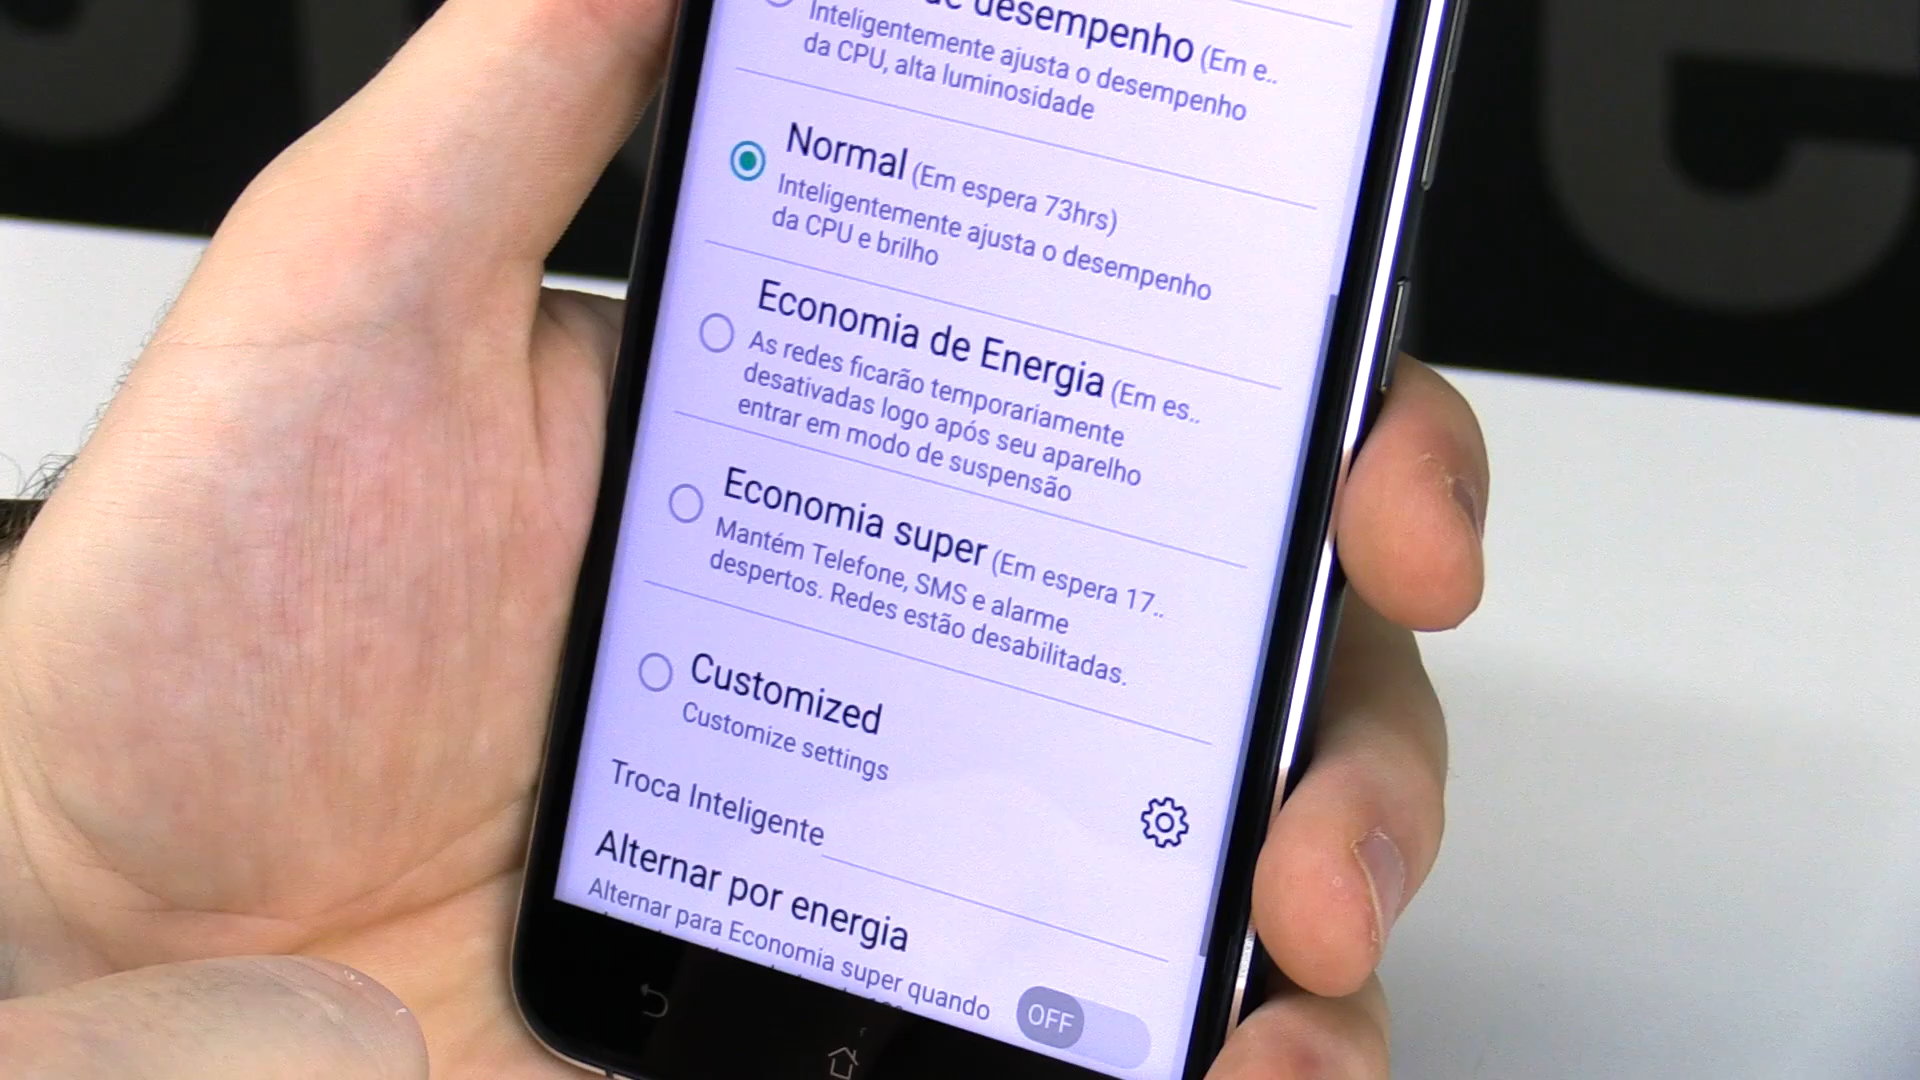 de desempenho (Em e..
Inteligentemente ajusta o desempenho
da CPU, alta luminosidade
Normal (Em espera 73hrs)
Inteligentemente ajusta o desempenho
da CPU e brilho
Economia de Energia (Em es..
As redes ficarão temporariamente
desativadas logo após seu aparelho
entrar em modo de suspensão
Economia super (Em espera 17..
Mantém Telefone, SMS e alarme
despertos. Redes estão desabilitadas.
Customized
Customize settings
Troca Inteligente
Alternar por energia
Alternar para Economia super quando
OFF